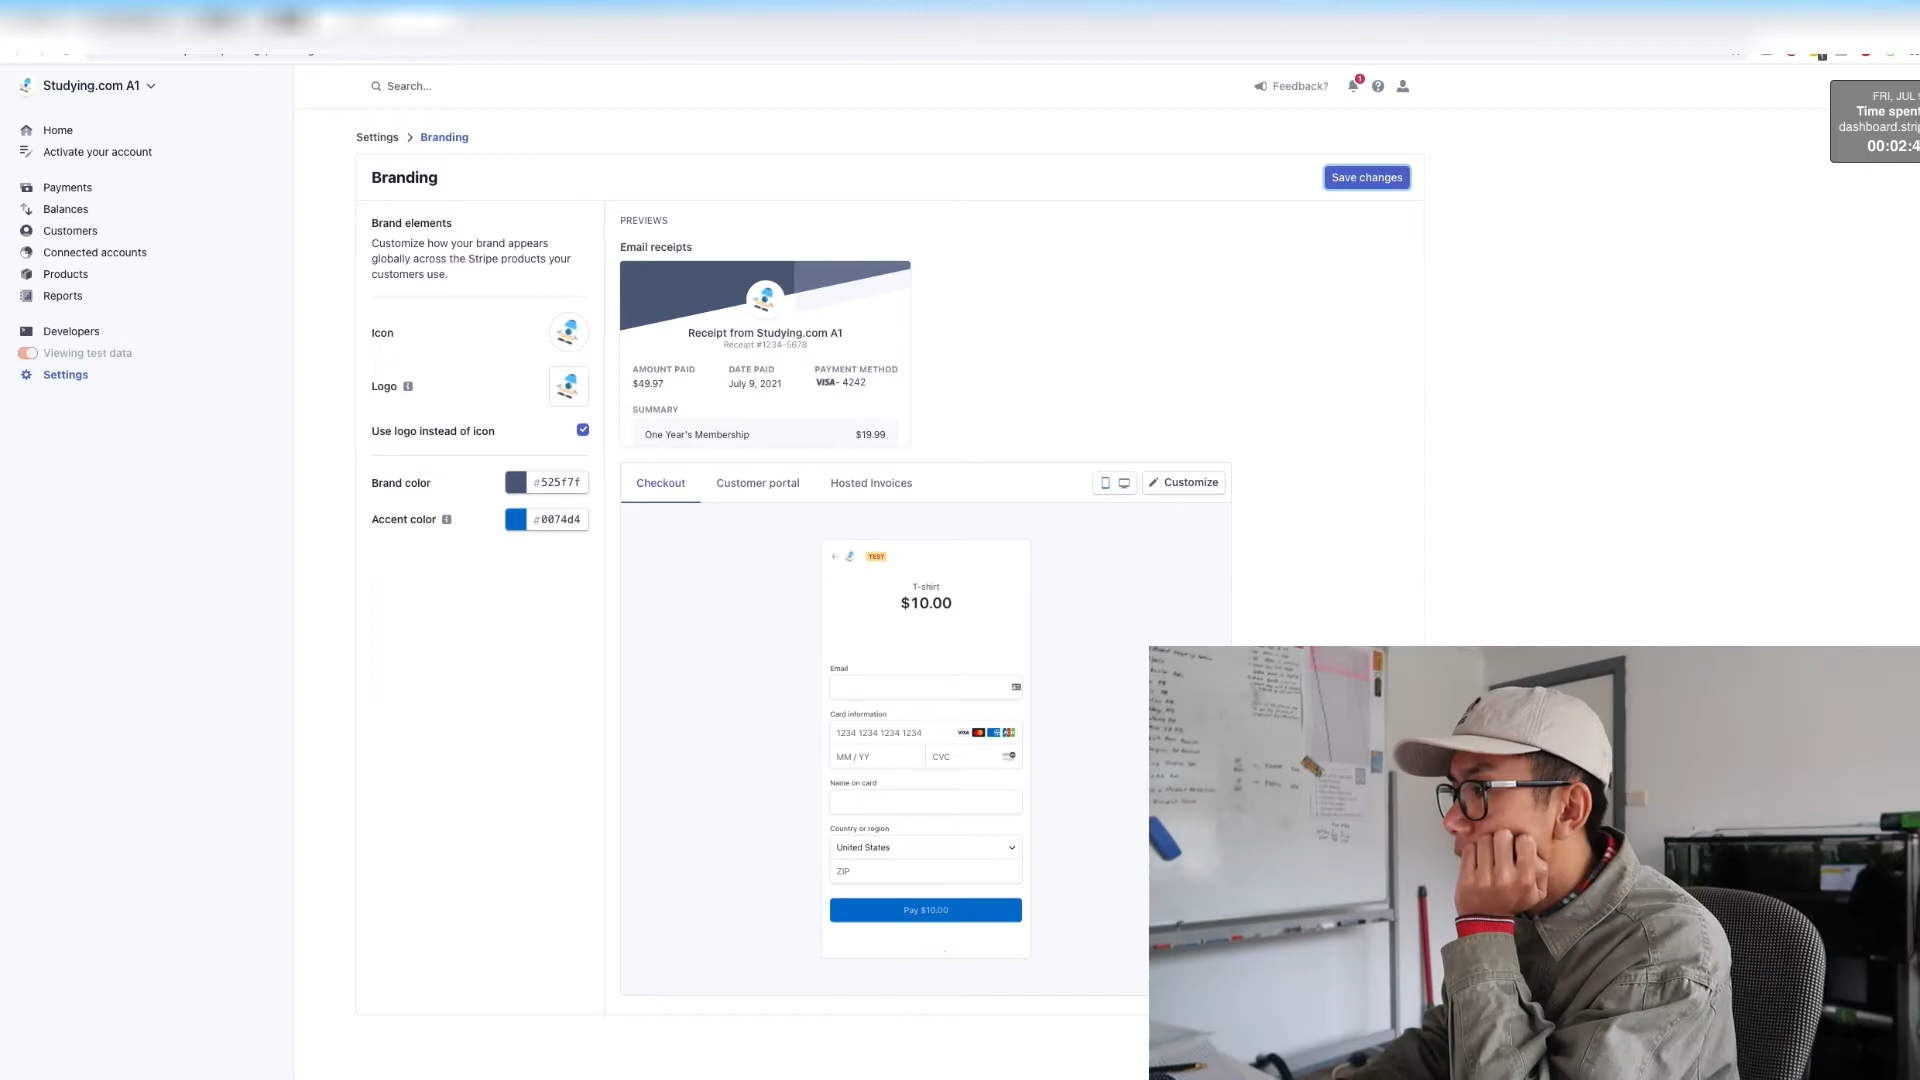 Studying.com A1
Search...
Feedback?
1
FRI, JUL
Time spent
dashboard.strip
00:02:4
Home
Activate your account
Payments
Balances
Customers
Connected accounts
Products
Reports
Developers
Viewing test data
Settings
Settings > Branding
Branding
Save changes
Brand elements
Customize how your brand appears
globally across the Stripe products your
customers use.
Icon
Logo
Use logo instead of icon
Brand color
#525f7f
Accent color
#0074d4
PREVIEWS
Email receipts
Receipt from Studying.com A1
Receipt #1234-5678
AMOUNT PAID
$49.97
DATE PAID
July 9, 2021
PAYMENT METHOD
VISA - 4242
SUMMARY
One Year's Membership $19.99
Checkout Customer portal Hosted Invoices
Customize
TEST
T-shirt
$10.00
Email
Card information
1234 1234 1234 1234 VISA
MM / YY CVC
Name on card
Country or region
United States
ZIP
Pay $10.00